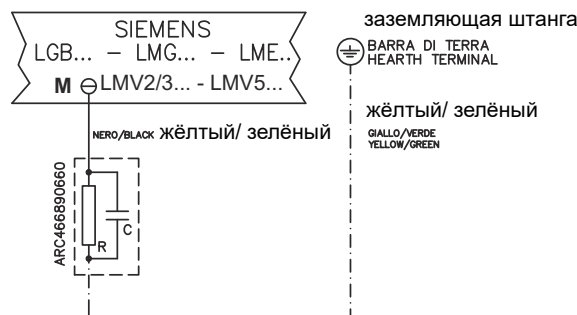 SIEMENS
LGB... – LMG... – LME...
M LMV2/3... - LMV5...
заземляющая штанга
BARRA DI TERRA
HEARTH TERMINAL
NERO/BLACK жёлтый/ зелёный
жёлтый/ зелёный
GIALLO/VERDE
YELLOW/GREEN
ARC466890660
C
R